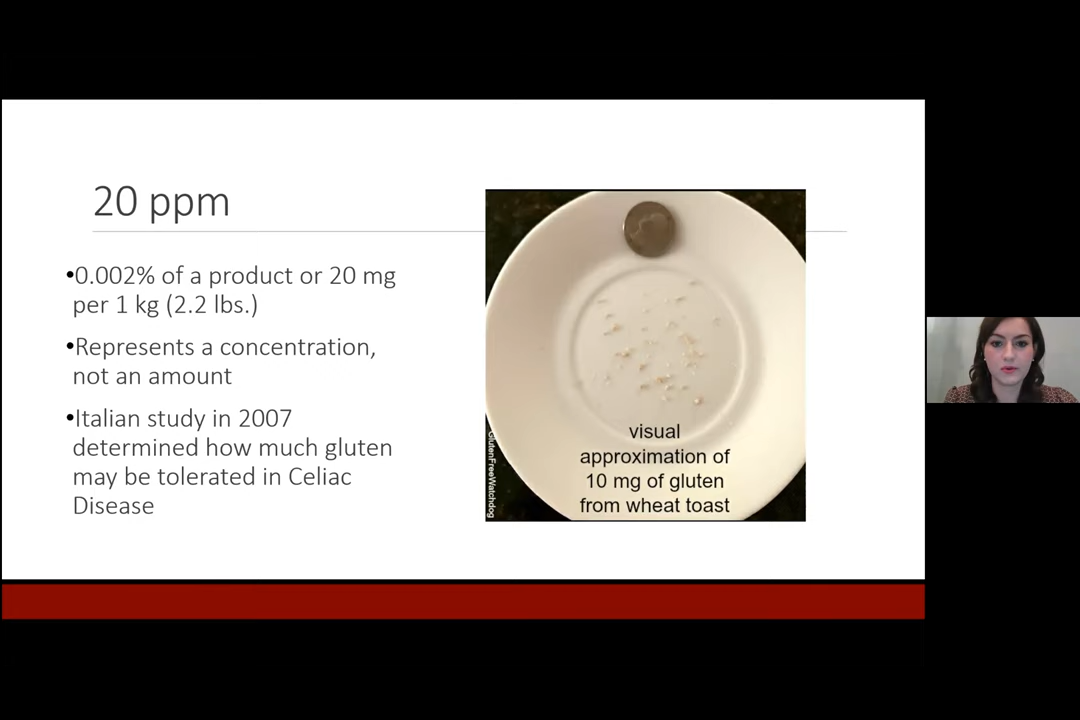 20 ppm
•0.002% of a product or 20 mg
per 1 kg (2.2 lbs.)
•Represents a concentration,
not an amount
•Italian study in 2007
determined how much gluten
may be tolerated in Celiac
Disease
visual
approximation of
10 mg of gluten
from wheat toast
GlutenFreeWatchdog